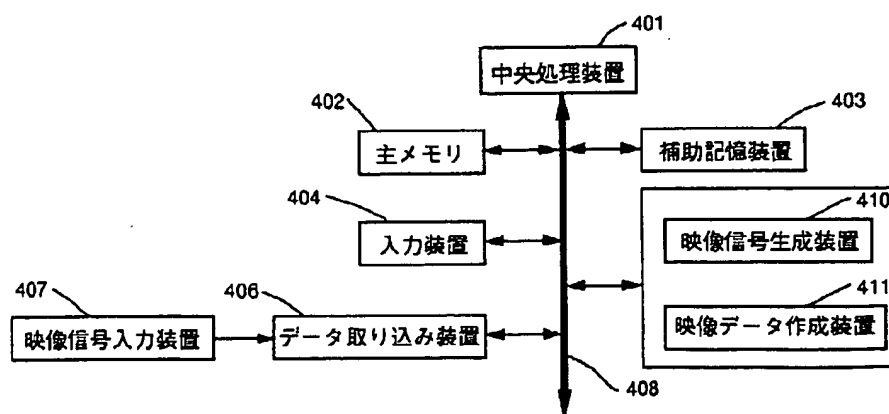 401
中央処理装置
402
主メモリ
403
補助記憶装置
404
入力装置
410
映像信号生成装置
407
映像信号入力装置
406
データ取り込み装置
411
映像データ作成装置
408